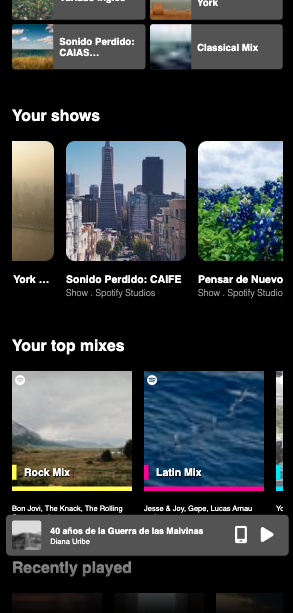 Variado Ingles
York
Sonido Perdido:
CAIAS...
Classical Mix
Your shows
York ...
Sonido Perdido: CAIFE
Pensar de Nuevo
Show . Spotify Studios
Show . Spotify Studio
Your top mixes
Rock Mix
Latin Mix
Bon Jovi, The Knack, The Rolling
Jesse & Joy, Gepe, Lucas Arnau
40 años de la Guerra de las Malvinas
Diana Uribe
Recently played